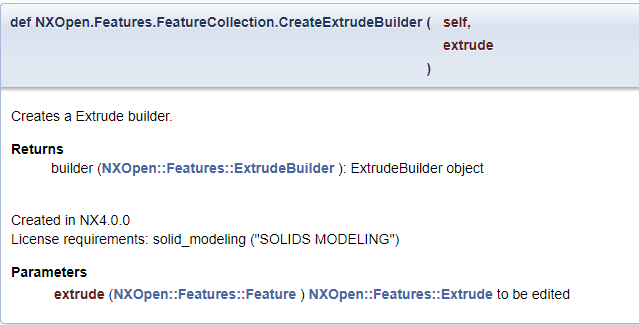 def NXOpen.Features.FeatureCollection.CreateExtrudeBuilder ( self,
extrude
)
Creates a Extrude builder.
Returns
builder (NXOpen::Features::ExtrudeBuilder ): ExtrudeBuilder object
Created in NX4.0.0
License requirements: solid_modeling ("SOLIDS MODELING")
Parameters
extrude (NXOpen::Features::Feature ) NXOpen::Features::Extrude to be edited